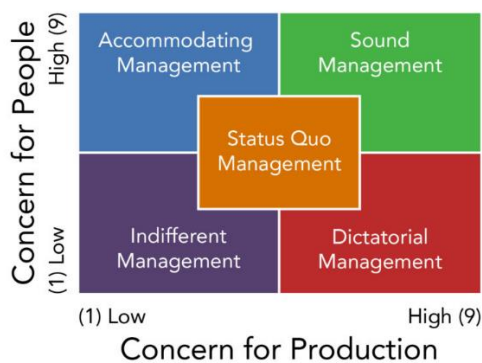 Accommodating
Management
Sound
Management
Status Quo
Management
Indifferent
Management
Dictatorial
Management
Concern for People
(1) Low
High (9)
(1) Low
High (9)
Concern for Production